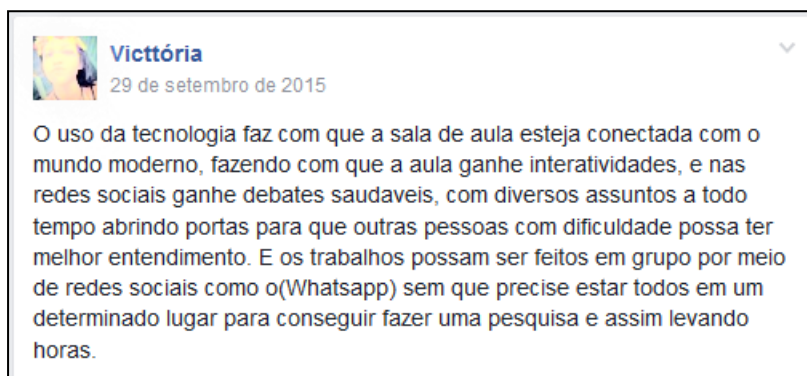 Victtória
29 de setembro de 2015
O uso da tecnologia faz com que a sala de aula esteja conectada com o
mundo moderno, fazendo com que a aula ganhe interatividades, e nas
redes sociais ganhe debates saudaveis, com diversos assuntos a todo
tempo abrindo portas para que outras pessoas com dificuldade possa ter
melhor entendimento. E os trabalhos possam ser feitos em grupo por meio
de redes sociais como o(Whatsapp) sem que precise estar todos em um
determinado lugar para conseguir fazer uma pesquisa e assim levando
horas.